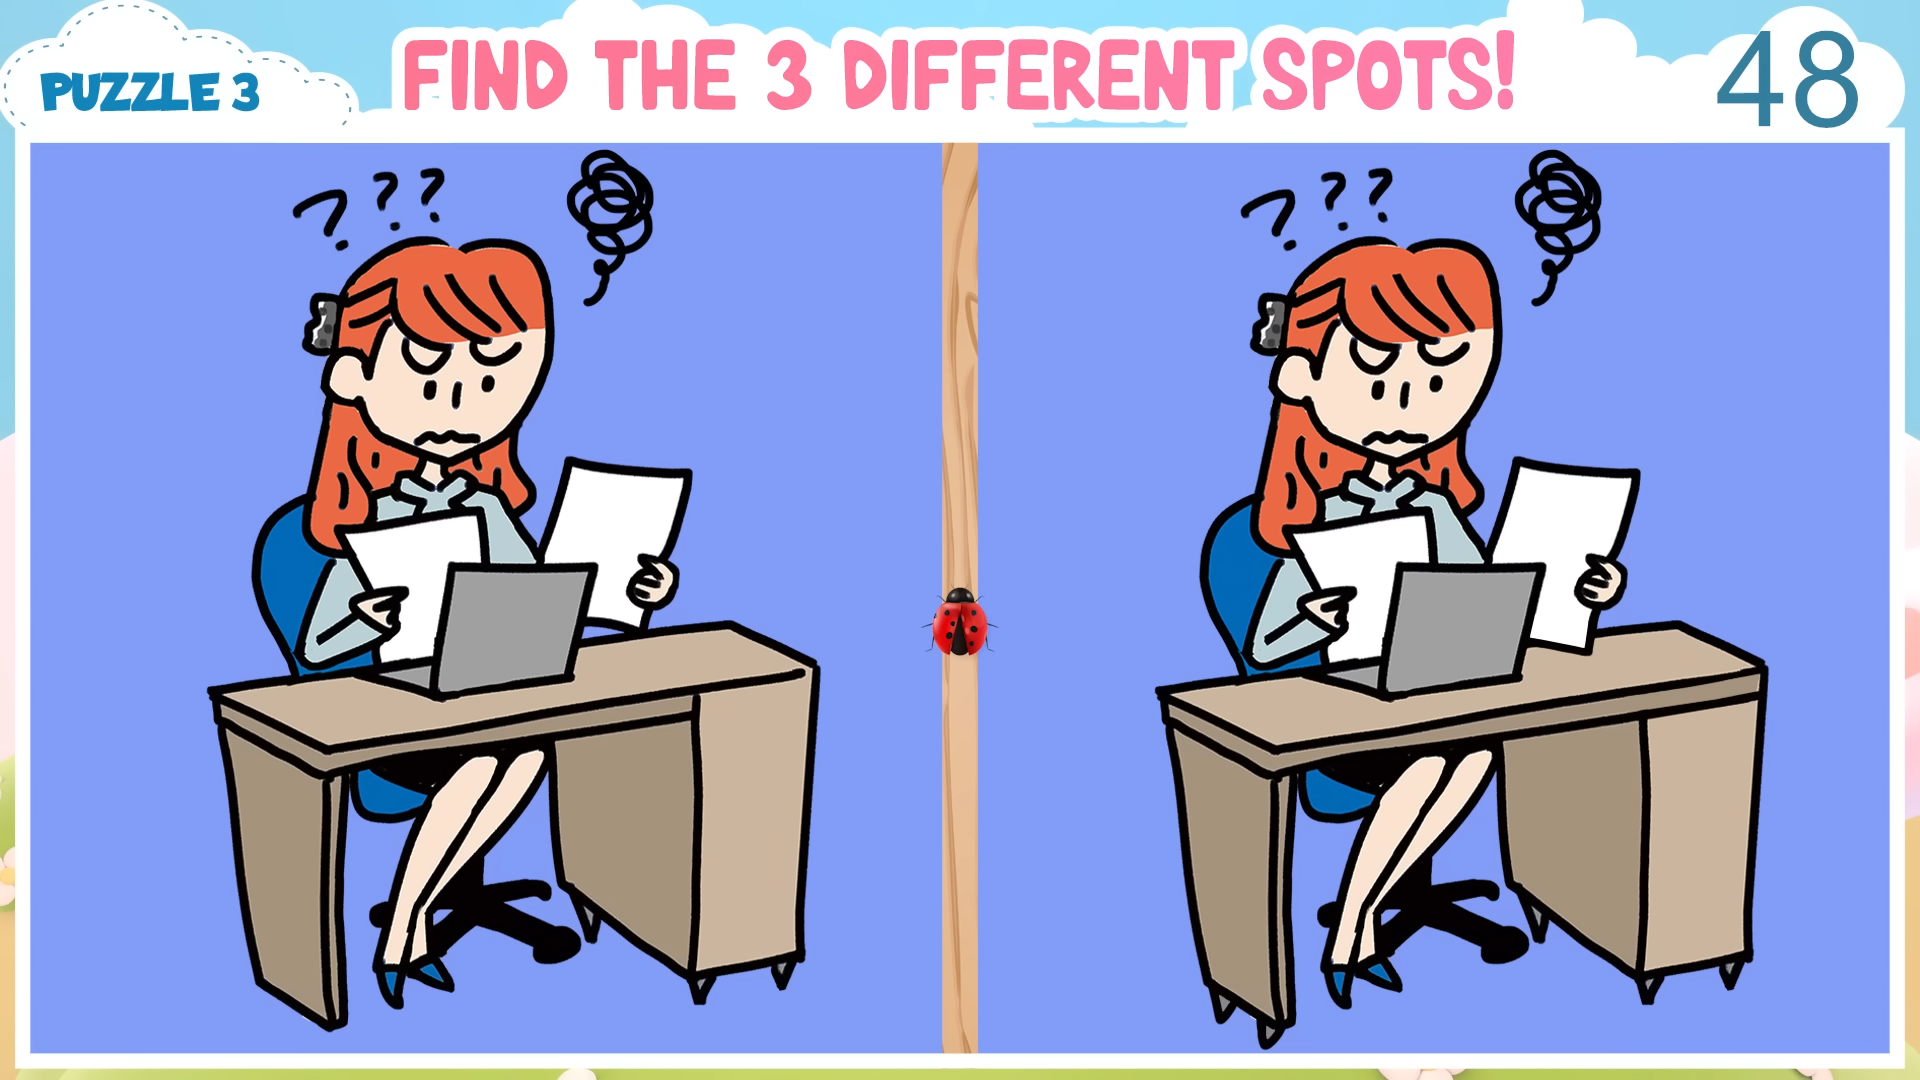 PUZZLE 3
FIND THE 3 DIFFERENT SPOTS!
48
? ? ?
? ? ?